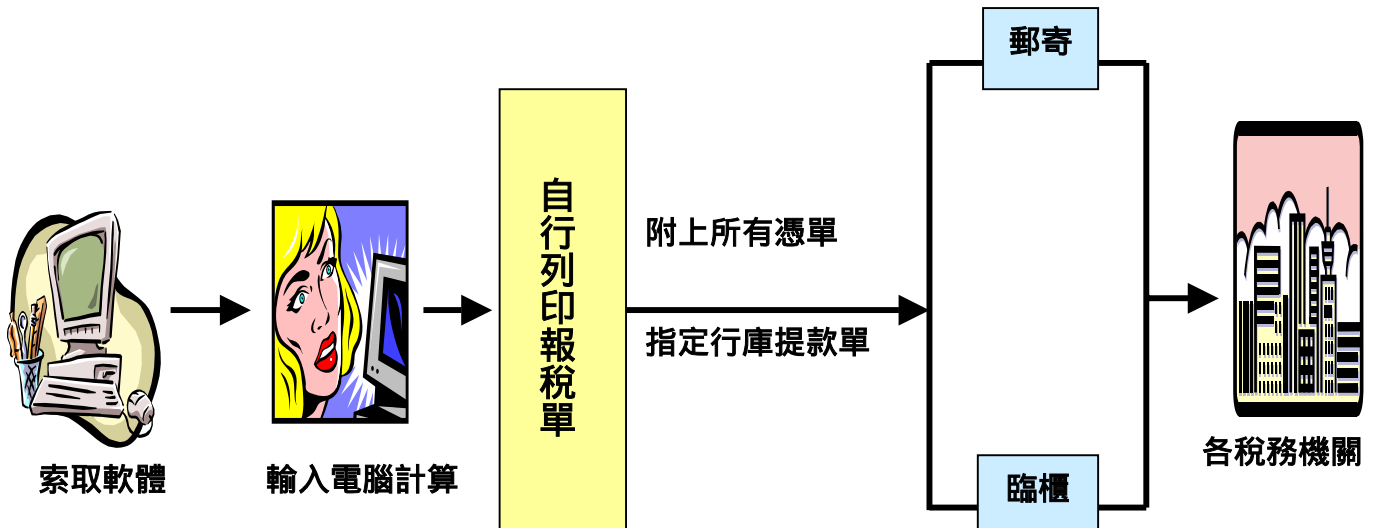 索取軟體
輸入電腦計算
自行列印報稅單
附上所有憑單
指定行庫提款單
郵寄
臨櫃
各稅務機關